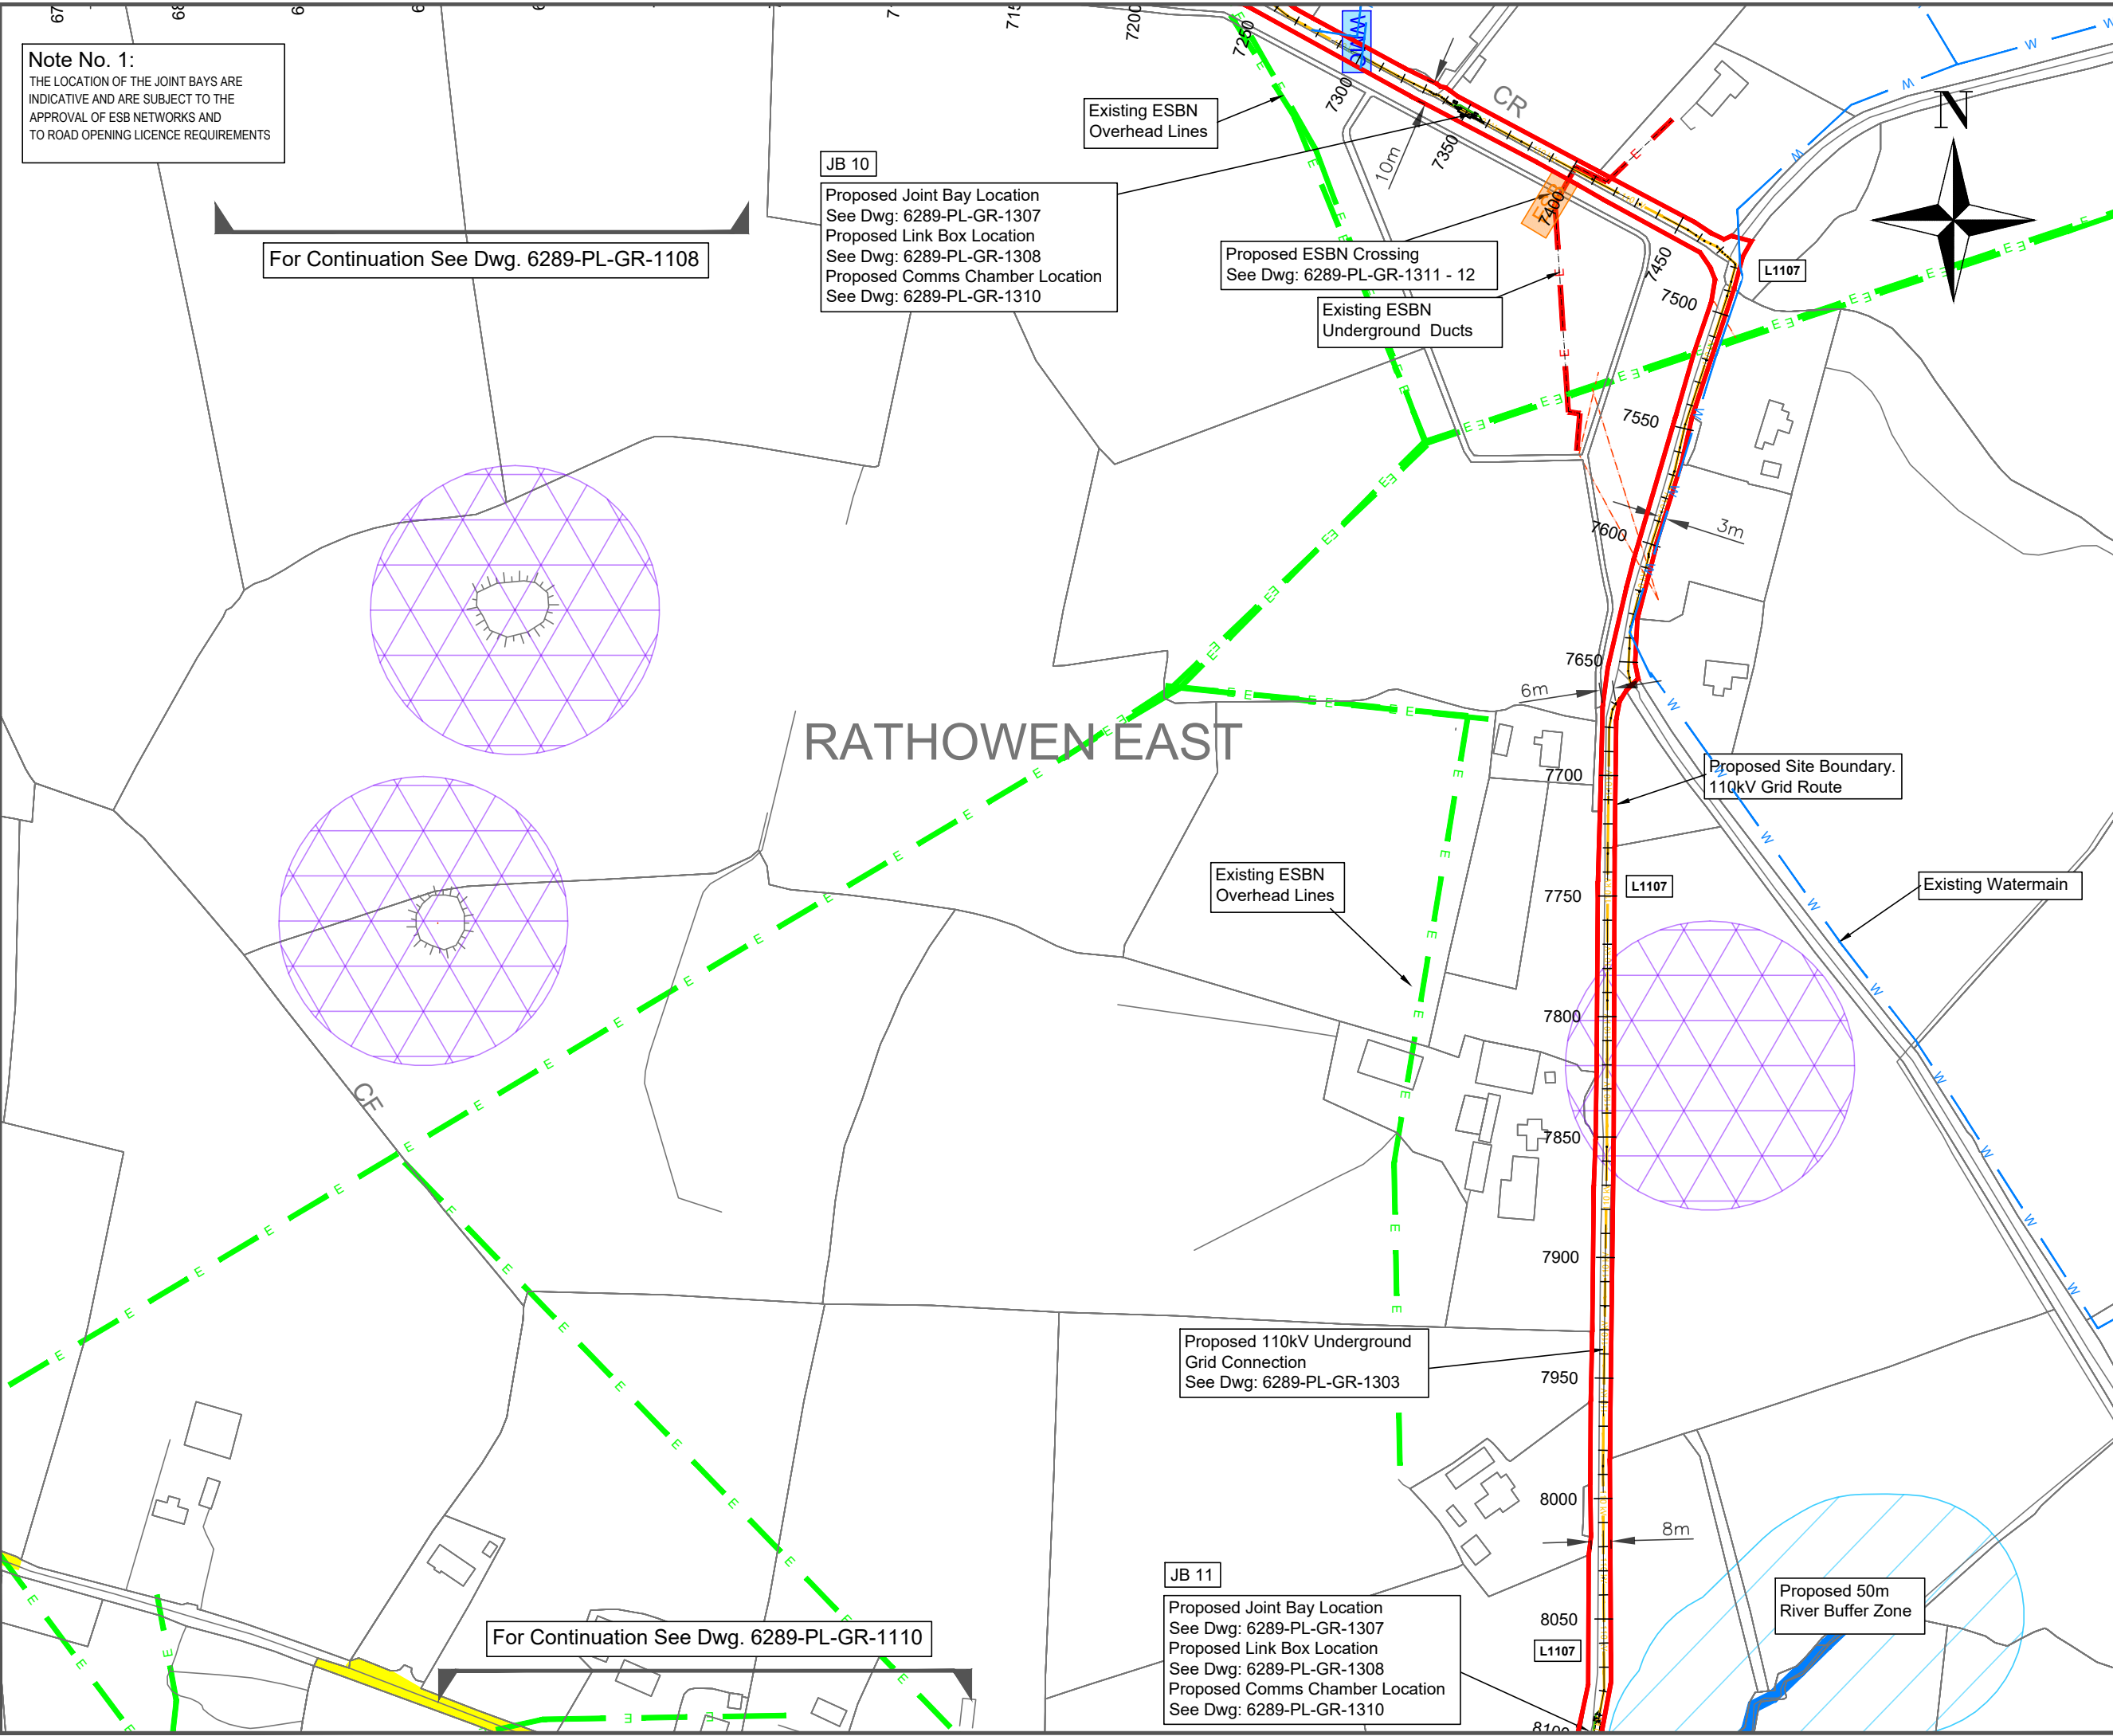 Note No. 1:
THE LOCATION OF THE JOINT BAYS ARE
INDICATIVE AND ARE SUBJECT TO THE
APPROVAL OF ESB NETWORKS AND
TO ROAD OPENING LICENCE REQUIREMENTS
For Continuation See Dwg. 6289-PL-GR-1108
7200
7250
7300
7350
7400
7450
7500
7550
7600
7650
7700
7750
7800
7850
7900
7950
8000
8050
CR
N
Existing ESBN
Overhead Lines
10m
JB 10
Proposed Joint Bay Location
See Dwg: 6289-PL-GR-1307
Proposed Link Box Location
See Dwg: 6289-PL-GR-1308
Proposed Comms Chamber Location
See Dwg: 6289-PL-GR-1310
Proposed ESBN Crossing
See Dwg: 6289-PL-GR-1311 - 12
Existing ESBN
Underground Ducts
L1107
3m
6m
RATHOWEN EAST
Proposed Site Boundary.
110kV Grid Route
L1107
Existing Watermain
Existing ESBN
Overhead Lines
CF
Proposed 110kV Underground
Grid Connection
See Dwg: 6289-PL-GR-1303
8m
JB 11
Proposed Joint Bay Location
See Dwg: 6289-PL-GR-1307
Proposed Link Box Location
See Dwg: 6289-PL-GR-1308
Proposed Comms Chamber Location
See Dwg: 6289-PL-GR-1310
L1107
Proposed 50m
River Buffer Zone
For Continuation See Dwg. 6289-PL-GR-1110